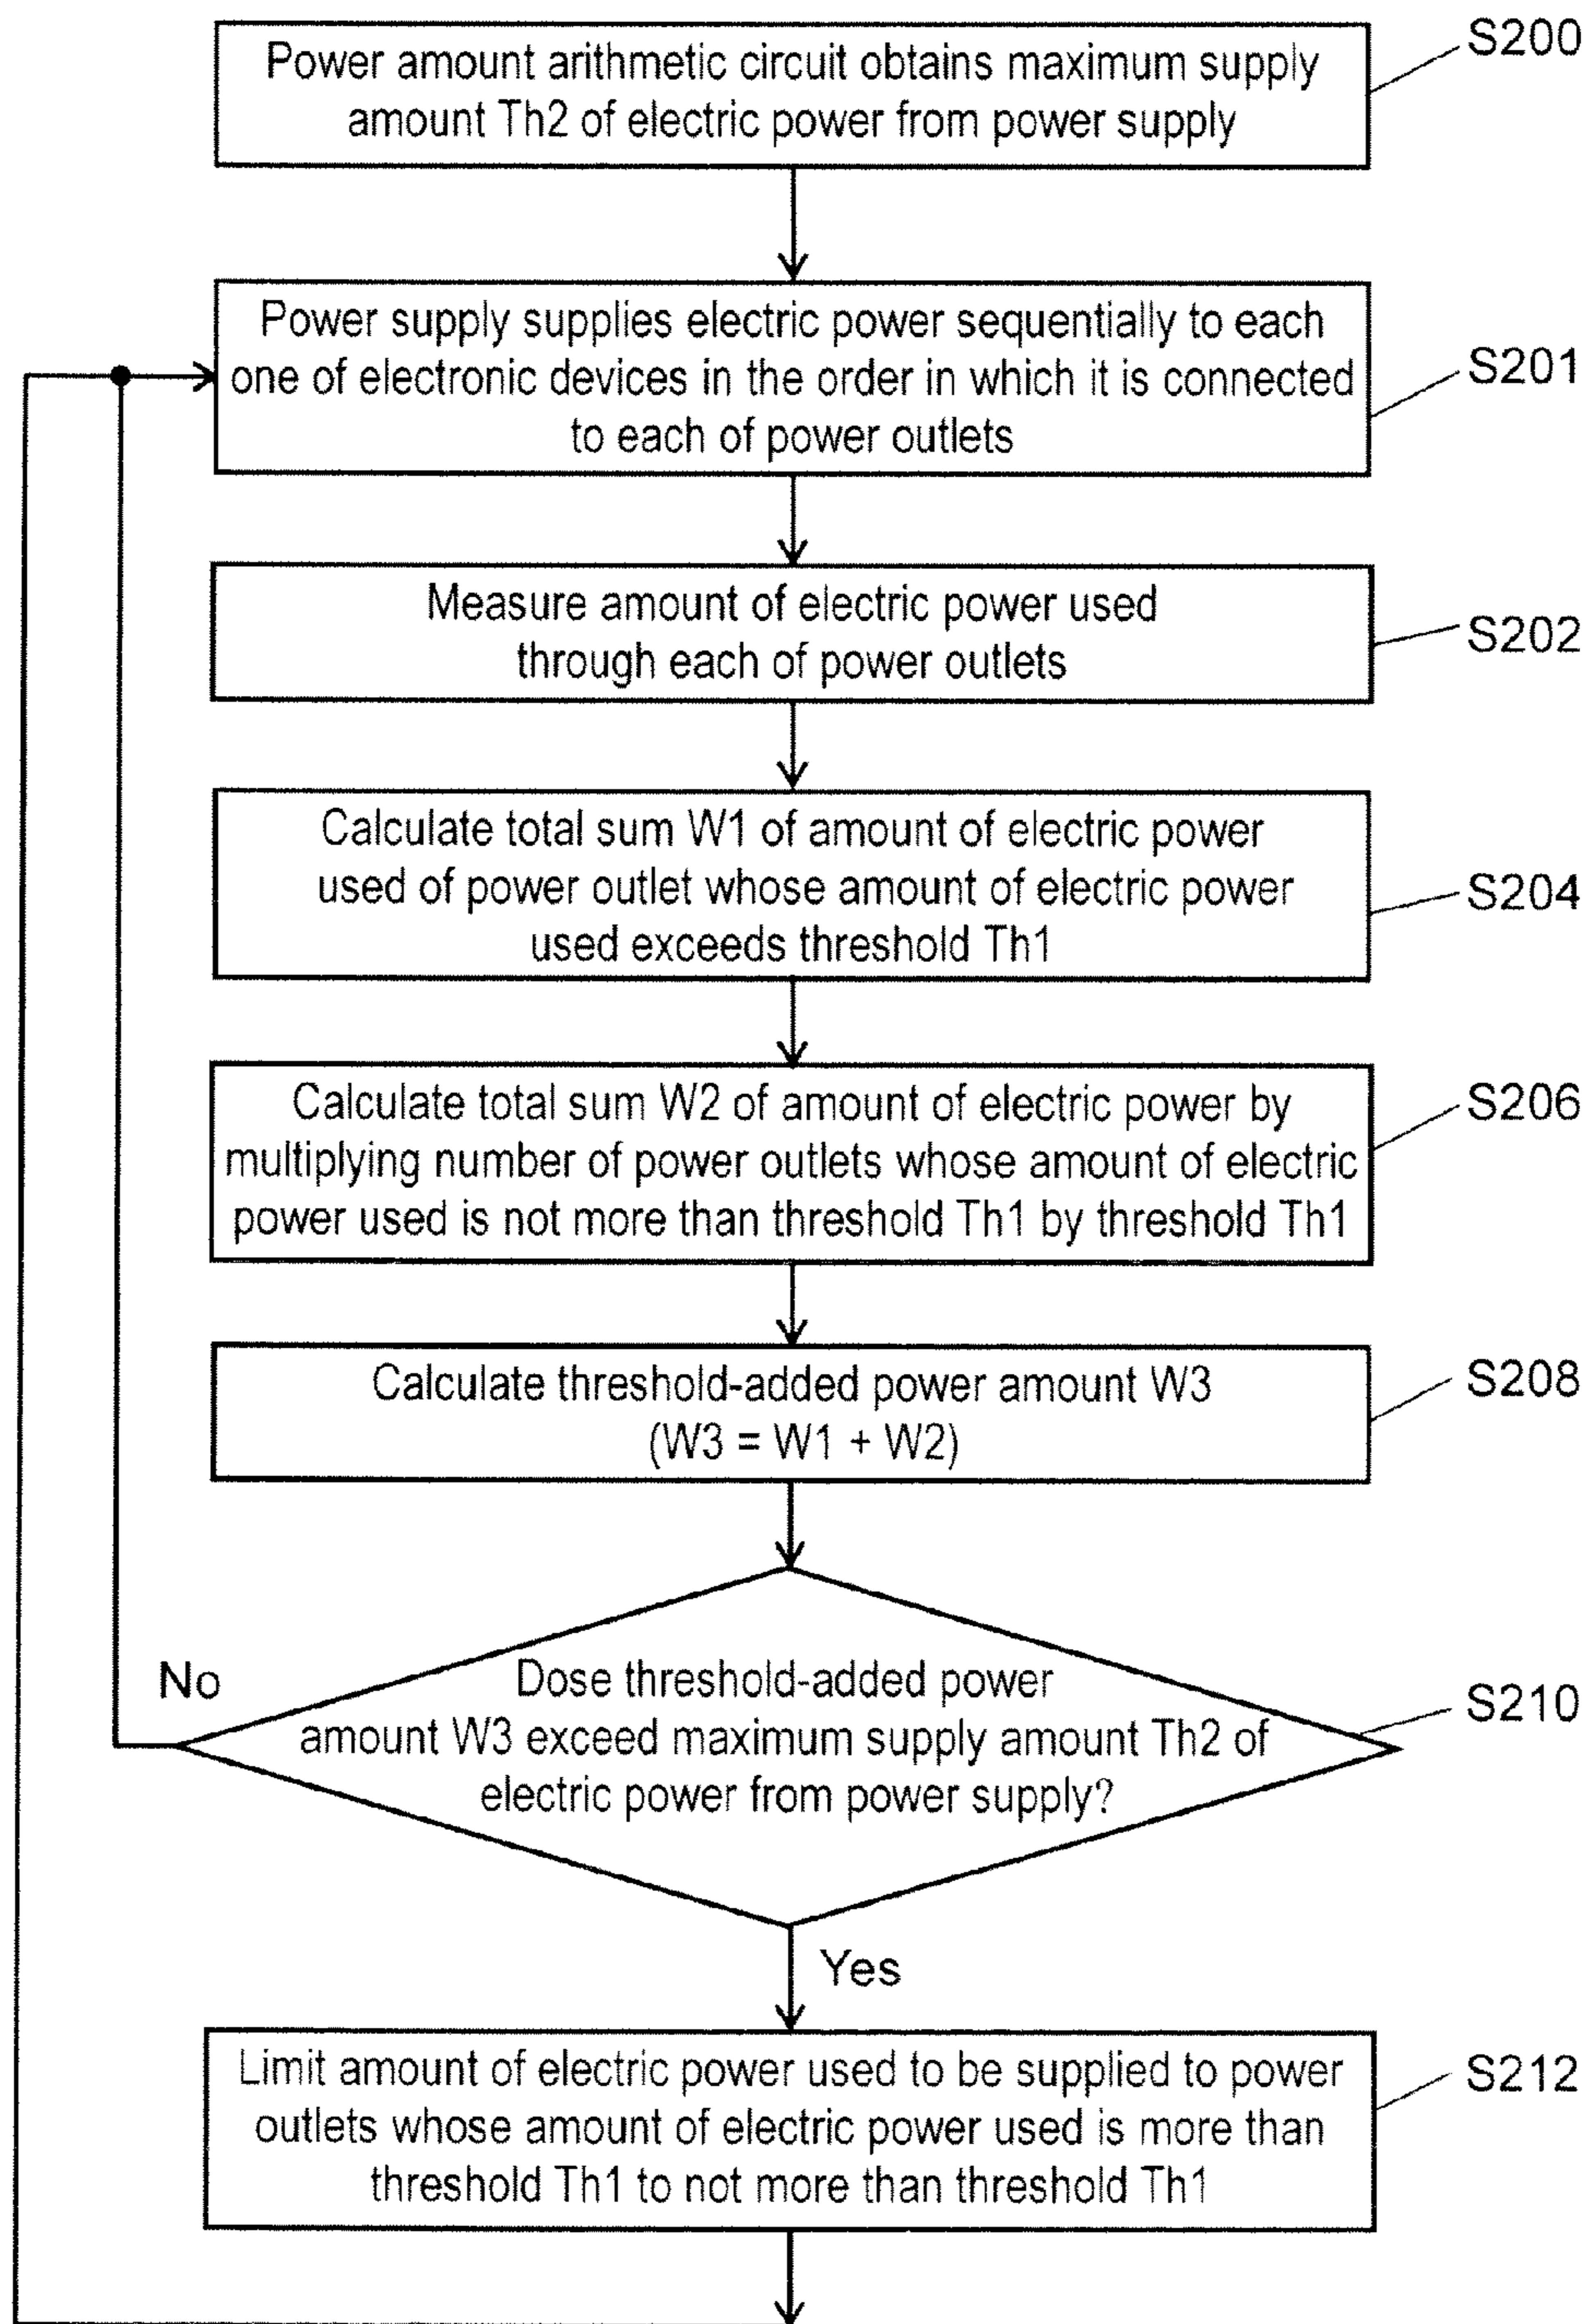 Power amount arithmetic circuit obtains maximum supply
amount Th2 of electric power from power supply
S200
Power supply supplies electric power sequentially to each
one of electronic devices in the order in which it is connected
to each of power outlets
S201
Measure amount of electric power used
through each of power outlets
S202
Calculate total sum W1 of amount of electric power
used of power outlet whose amount of electric power
used exceeds threshold Th1
S204
Calculate total sum W2 of amount of electric power by
multiplying number of power outlets whose amount of electric
power used is not more than threshold Th1 by threshold Th1
S206
Calculate threshold-added power amount W3
(W3 = W1 + W2)
S208
No
Dose threshold-added power
amount W3 exceed maximum supply amount Th2 of
electric power from power supply?
S210
Yes
Limit amount of electric power used to be supplied to power
outlets whose amount of electric power used is more than
threshold Th1 to not more than threshold Th1
S212